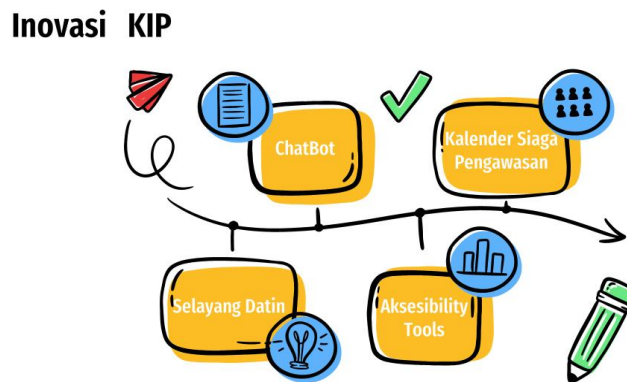 Inovasi KIP
ChatBot
Kalender Siaga
Pengawasan
Selayang Datin
Aksesibility
Tools